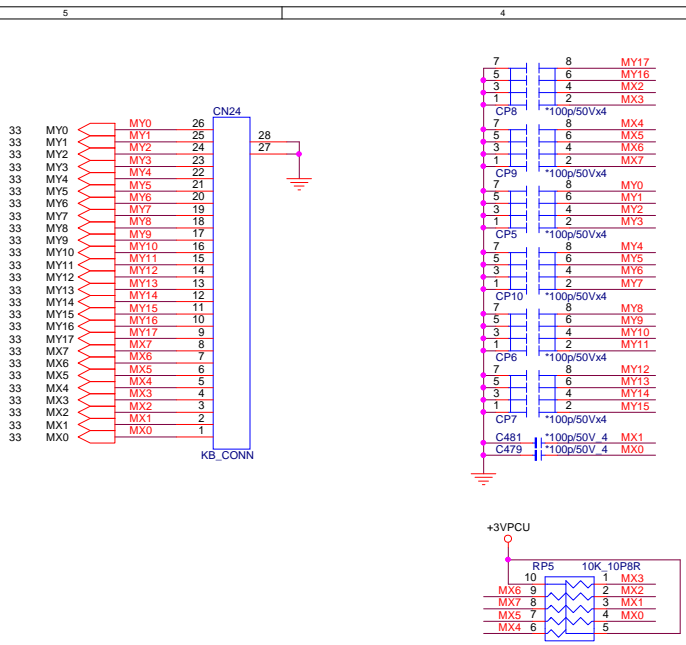 5 4
CN24
33 MY0 MY0 26
33 MY1 MY1 25 28
33 MY2 MY2 24 27
33 MY3 MY3 23
33 MY4 MY4 22
33 MY5 MY5 21
33 MY6 MY6 20
33 MY7 MY7 19
33 MY8 MY8 18
33 MY9 MY9 17
33 MY10 MY10 16
33 MY11 MY11 15
33 MY12 MY12 14
33 MY13 MY13 13
33 MY14 MY14 12
33 MY15 MY15 11
33 MY16 MY16 10
33 MY17 MY17 9
33 MX7 MX7 8
33 MX6 MX6 7
33 MX5 MX5 6
33 MX4 MX4 5
33 MX3 MX3 4
33 MX2 MX2 3
33 MX1 MX1 2
33 MX0 MX0 1
KB_CONN
7 8 MY17
5 6 MY16
3 4 MX2
1 2 MX3
CP8 *100p/50Vx4
7 8 MX4
5 6 MX5
3 4 MX6
1 2 MX7
CP9 *100p/50Vx4
7 8 MY0
5 6 MY1
3 4 MY2
1 2 MY3
CP5 *100p/50Vx4
7 8 MY4
5 6 MY5
3 4 MY6
1 2 MY7
CP10 *100p/50Vx4
7 8 MY8
5 6 MY9
3 4 MY10
1 2 MY11
CP6 *100p/50Vx4
7 8 MY12
5 6 MY13
3 4 MY14
1 2 MY15
CP7 *100p/50Vx4
C481 *100p/50V_4 MX1
C479 *100p/50V_4 MX0
+3VPCU
RP5 10K_10P8R
10 1 MX3
MX6 9 2 MX2
MX7 8 3 MX1
MX5 7 4 MX0
MX4 6 5